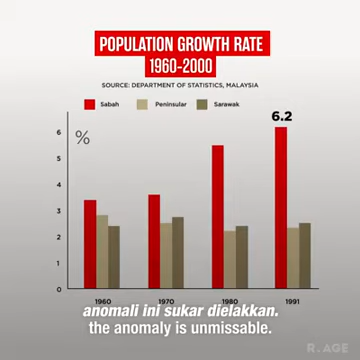 POPULATION GROWTH RATE
1960-2000
SOURCE: DEPARTMENT OF STATISTICS, MALAYSIA
Sabah Peninsular Sarawak
6.2
%
6
5
4
3
2
1
0
1960 1970 1980 1991
anomali ini sukar dielakkan.
the anomaly is unmissable.
R.AGE